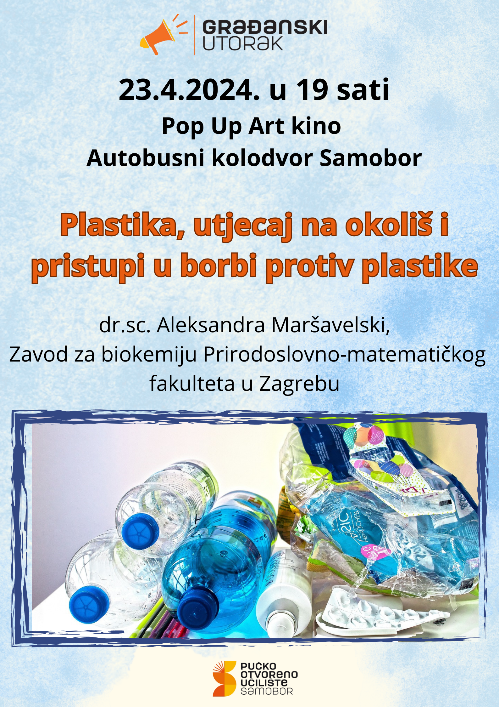 GRAĐANSKI
UTORAK
23.4.2024. u 19 sati
Pop Up Art kino
Autobusni kolodvor Samobor
Plastika, utjecaj na okoliš i
pristupi u borbi protiv plastike
dr.sc. Aleksandra Maršavelski,
Zavod za biokemiju Prirodoslovno-matematičkog
fakulteta u Zagrebu
PUČKO
OTVORENO
UČILIŠTE
SAMOBOR